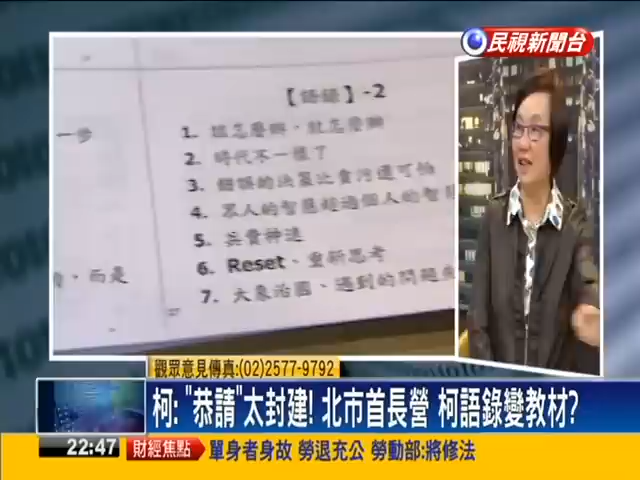 民視新聞台
【語錄】-2
一步
1. 該怎麼辦,就怎麼辦
2. 時代不一樣了
3. 錯誤的決策比貪污還可怕
4. 眾人的智慧超過個人的智慧
5. 兵貴神速
6. Reset、重新思考
7. 大象治國、遇到的問題
,而是
觀眾意見傳真:(02)2577-9792
柯:"恭請"太封建! 北市首長營 柯語錄變教材?
22:47 財經焦點 單身者身故 勞退充公 勞動部:將修法